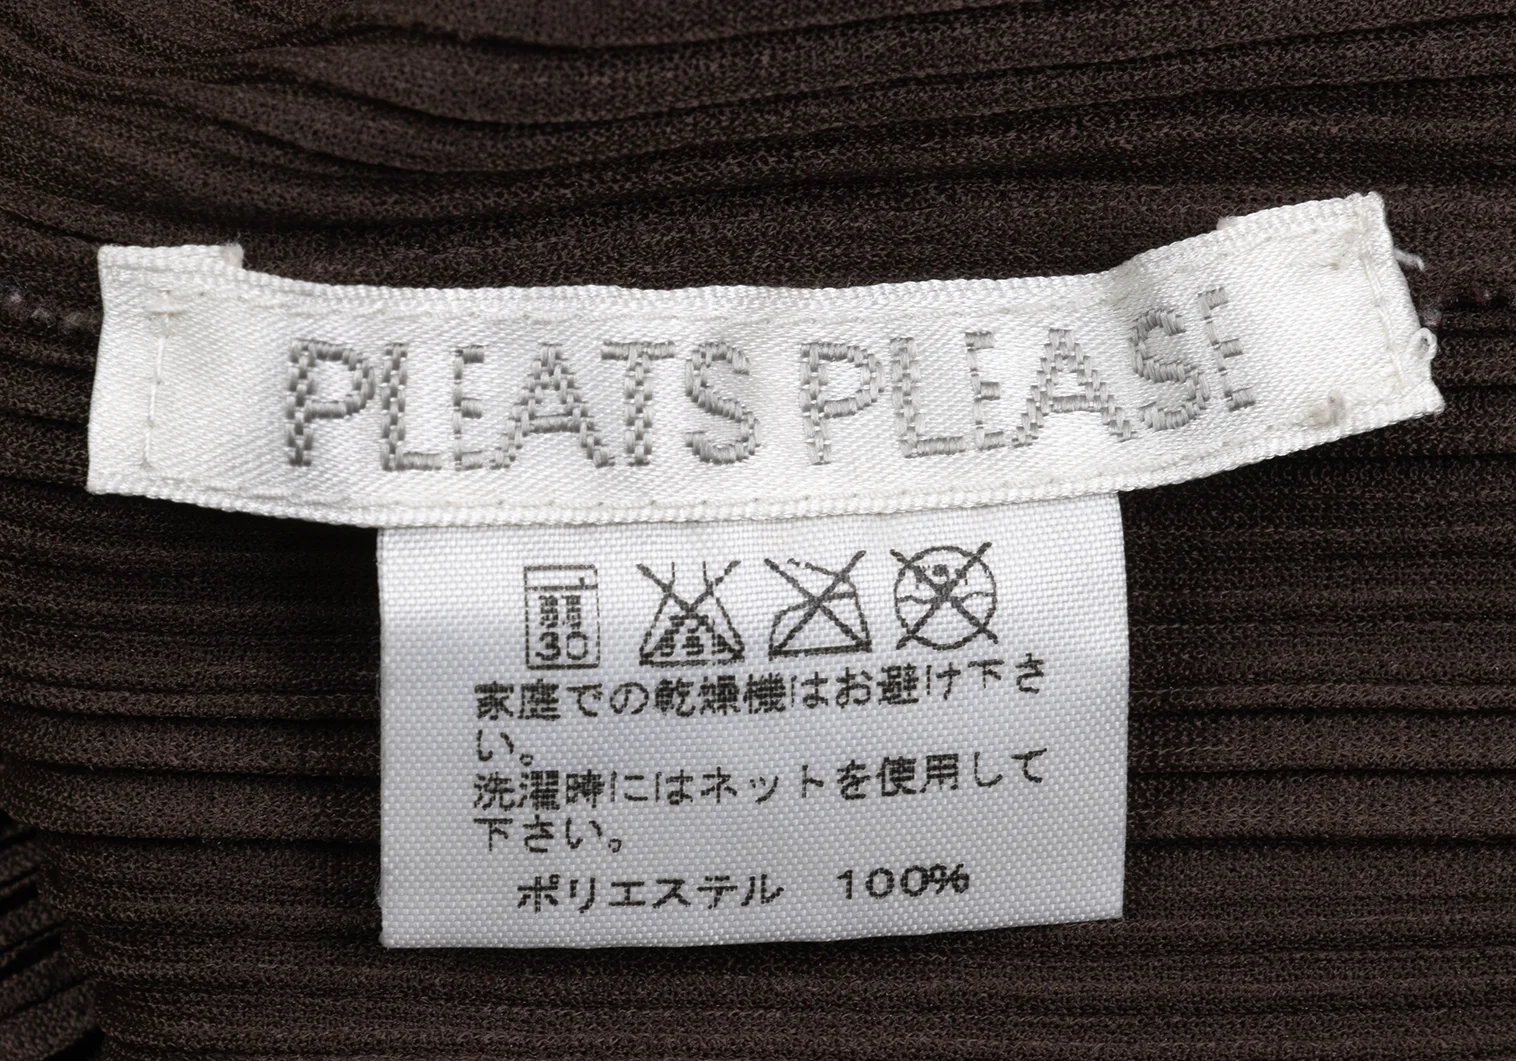 PLEATS PLEASE
30
家庭での乾燥機はお避け下さ
い。
洗濯時にはネットを使用して
下さい。
ポリエステル 100%